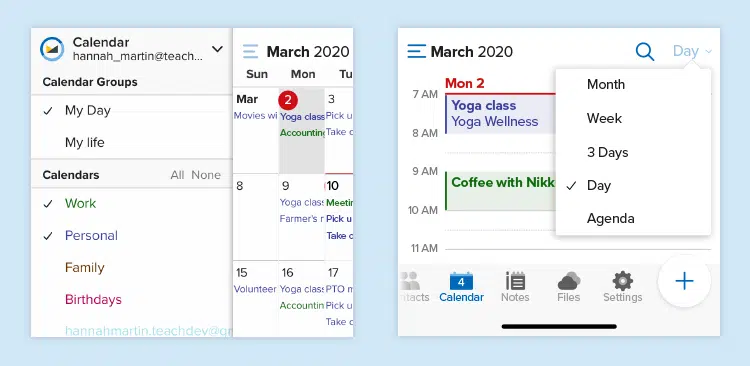 Calendar
hannah_martin@teach...
Calendar Groups
My Day
My life
Calendars All None
Work
Personal
Family
Birthdays
hannahmartin.teachdev@g
March 2020
Sun Mon Tu
Mar 2 3
Movies wi Yoga class Pick u
Accounting Take c
8 9 10
Yoga clas Meetin
Farmer's r Pick u
Take c
15 16 17
Volunteer Yoga clas PTO m
Accountin Pick u
Take c
March 2020 Day
Mon 2
7 AM
Yoga class
Yoga Wellness
8 AM
9 AM
Coffee with Nikk
10 AM
11 AM
Month
Week
3 Days
Day
Agenda
4
ntacts Calendar Notes Files Settings